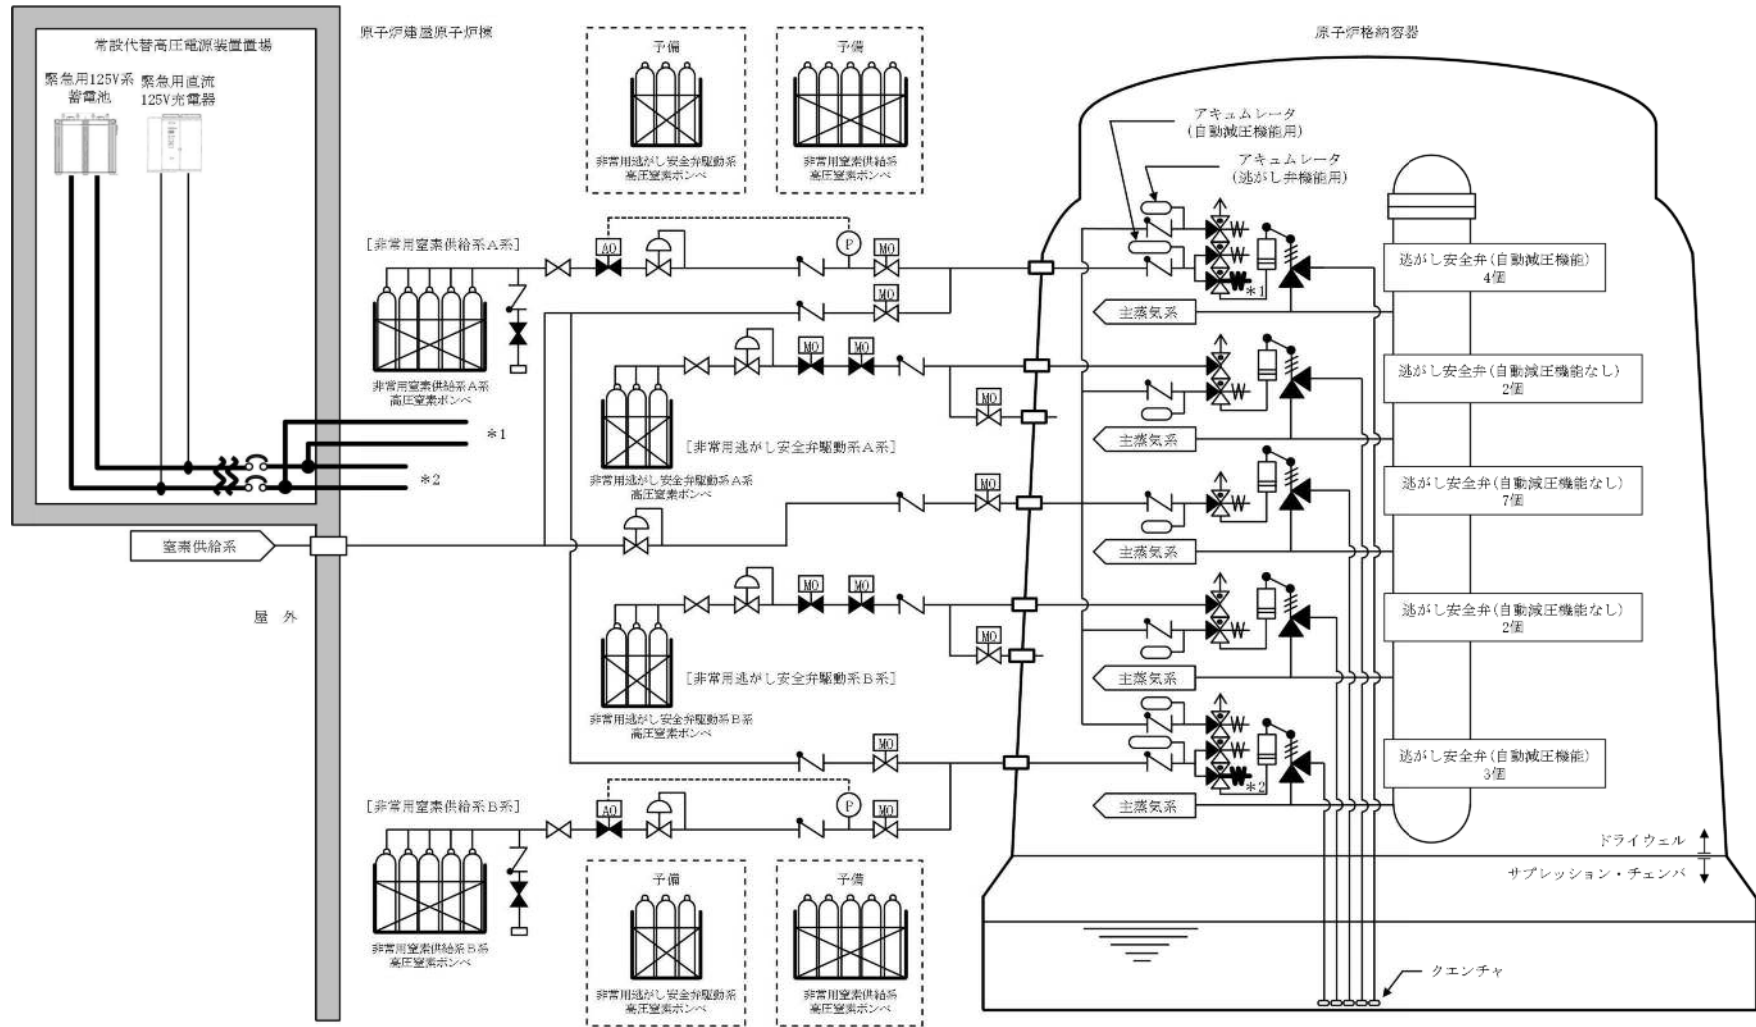 常設代替高圧電源装置置場
緊急用125V系
蓄電池
緊急用直流
125V充電器
原子炉建屋原子炉棟
予備
非常用逃がし安全弁駆動系
高圧窒素ボンベ
予備
非常用窒素供給系
高圧窒素ボンベ
原子炉格納容器
アキュムレータ
(自動減圧機能用)
アキュムレータ
(逃がし弁機能用)
[非常用窒素供給系A系]
AO
P
MO
MO
非常用窒素供給系A系
高圧窒素ボンベ
*1
主蒸気系
逃がし安全弁(自動減圧機能)
4個
MO
MO
MO
[非常用逃がし安全弁駆動系A系]
非常用逃がし安全弁駆動系A系
高圧窒素ボンベ
主蒸気系
逃がし安全弁(自動減圧機能なし)
2個
*1
*2
MO
主蒸気系
逃がし安全弁(自動減圧機能なし)
7個
窒素供給系
屋 外
MO
MO
MO
[非常用逃がし安全弁駆動系B系]
非常用逃がし安全弁駆動系B系
高圧窒素ボンベ
主蒸気系
逃がし安全弁(自動減圧機能なし)
2個
MO
[非常用窒素供給系B系]
AO
P
MO
非常用窒素供給系B系
高圧窒素ボンベ
*2
主蒸気系
逃がし安全弁(自動減圧機能)
3個
予備
非常用逃がし安全弁駆動系
高圧窒素ボンベ
予備
非常用窒素供給系
高圧窒素ボンベ
ドライウェル
サプレッション・チェンバ
クエンチャ